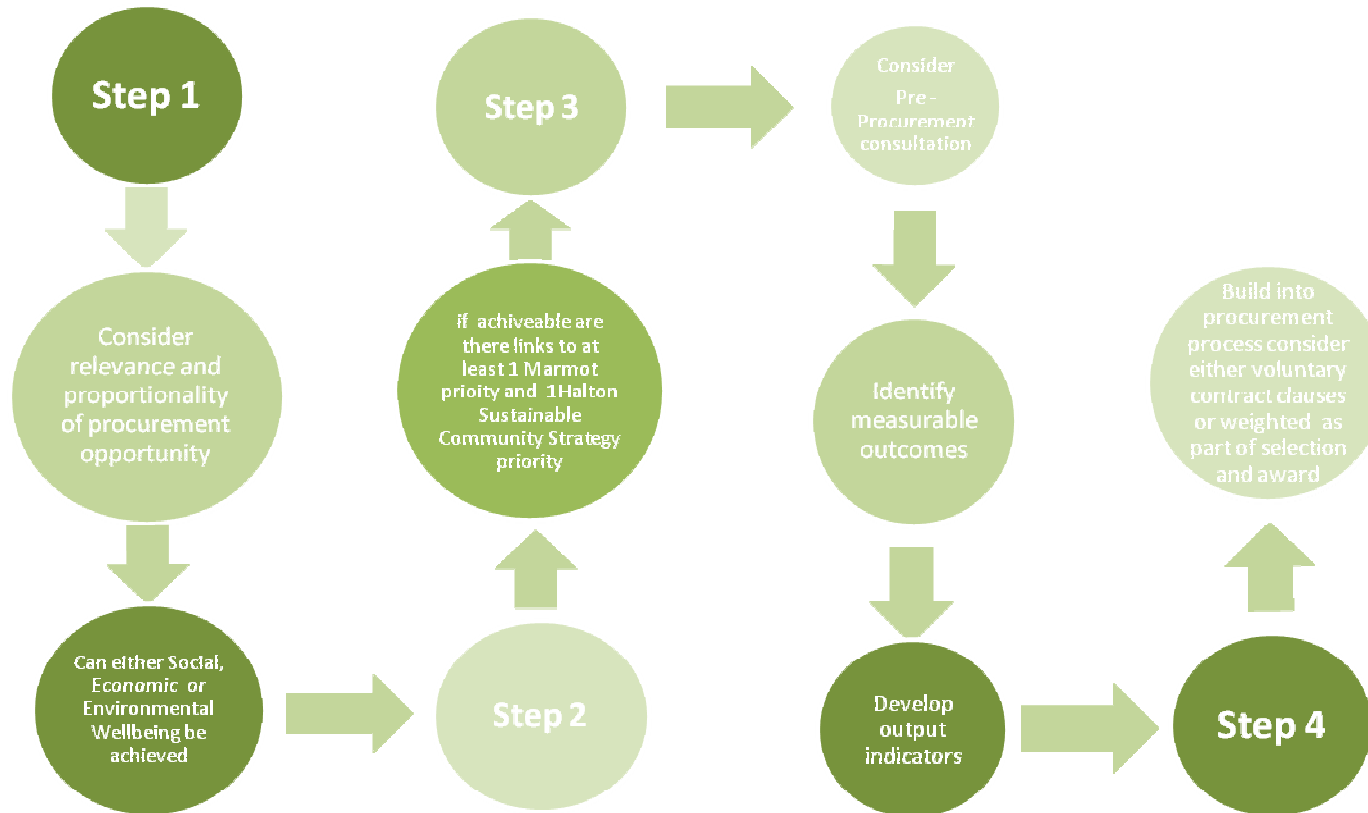 Step 1
Consider
relevance and
proportionality
of procurement
opportunity
Can either Social,
Economic or
Environmental
Wellbeing be
achieved
Step 2
if achiveable are
there links to at
least 1 Marmot
prioity and 1Halton
Sustainable
Community Strategy
priority
Step 3
Consider
Pre -
Procurement
consultation
Identify
measurable
outcomes
Develop
output
indicators
Step 4
Build into
procurement
process consider
either voluntary
contract clauses
or weighted as
part of selection
and award